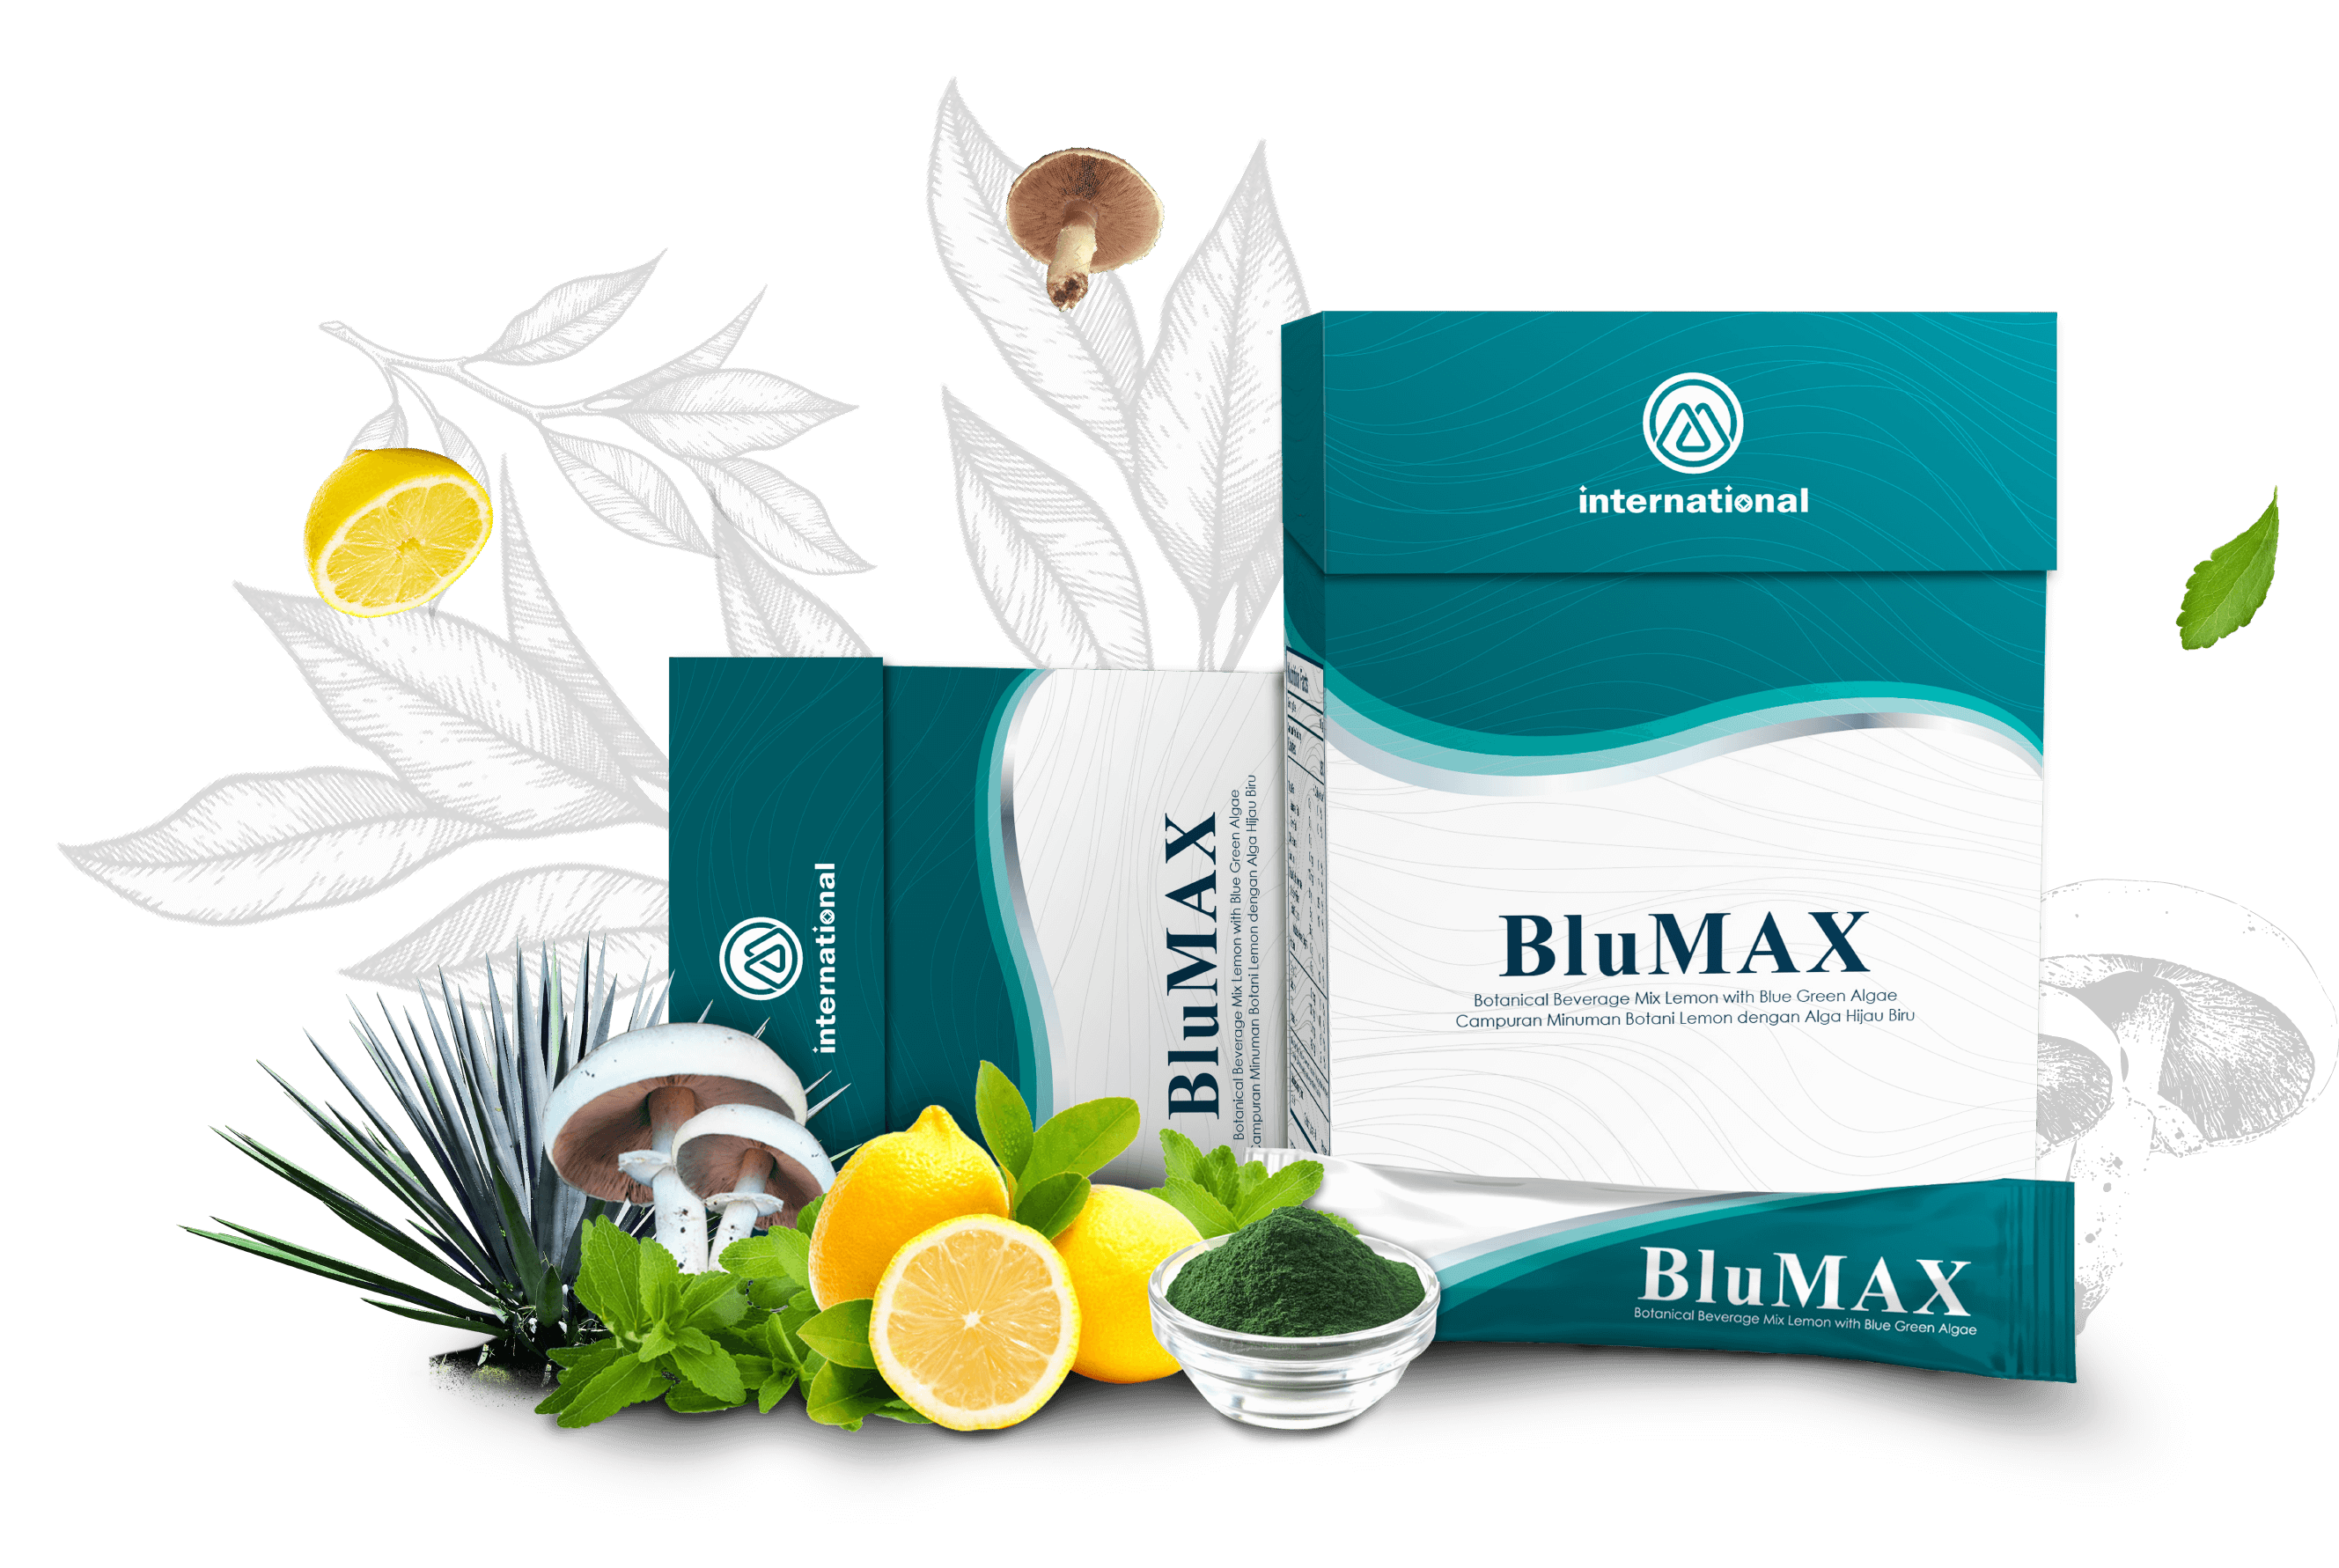 international
BluMAX
Botanical Beverage Mix Lemon with Blue Green Algae
Campuran Minuman Botani Lemon dengan Alga Hijau Biru
international
BluMAX
Botanical Beverage Mix Lemon with Blue Green Algae
Campuran Minuman Botani Lemon dengan Alga Hijau Biru
Nutrition Facts
BluMAX
Botanical Beverage Mix Lemon with Blue Green Algae